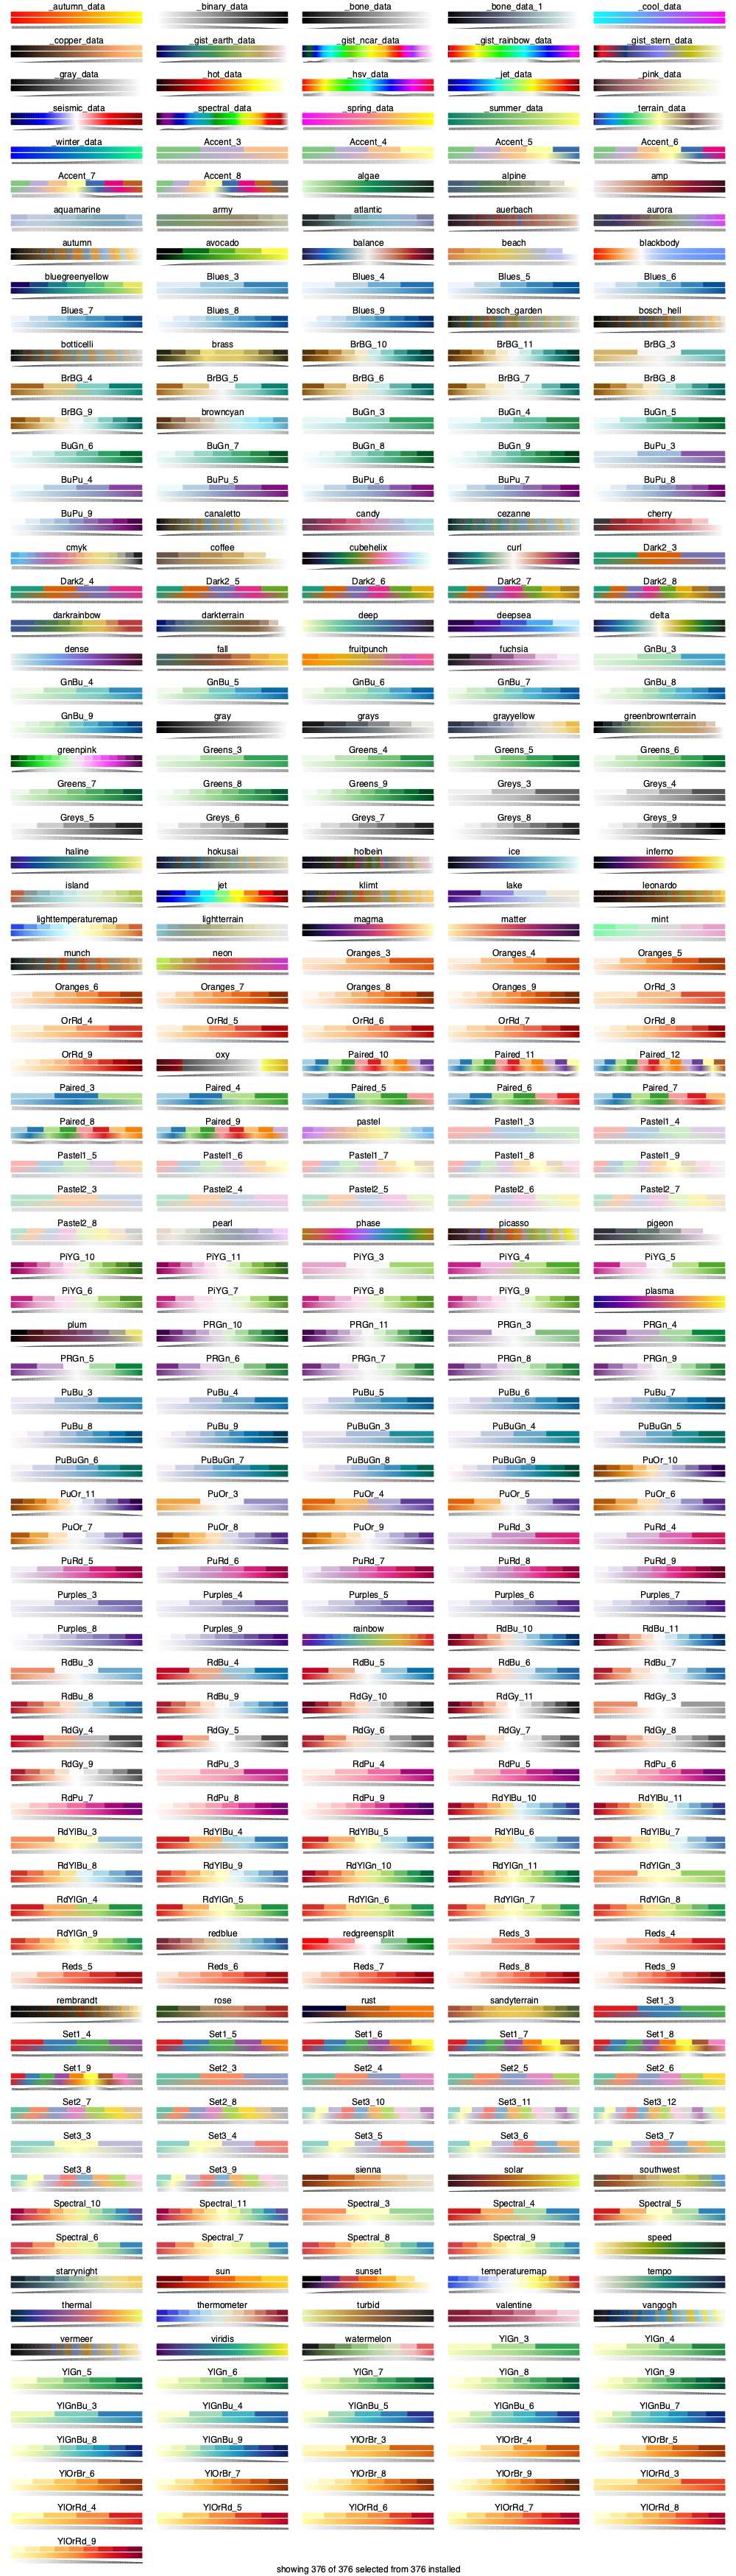 _autumn_data _binary_data _bone_data _bone_data_1 _cool_data
_copper_data _gist_earth_data _gist_ncar_data _gist_rainbow_data _gist_stern_data
_gray_data _hot_data _hsv_data _jet_data _pink_data
_seismic_data _spectral_data _spring_data _summer_data _terrain_data
_winter_data Accent_3 Accent_4 Accent_5 Accent_6
Accent_7 Accent_8 algae alpine amp
aquamarine army atlantic auerbach aurora
autumn avocado balance beach blackbody
bluegreenyellow Blues_3 Blues_4 Blues_5 Blues_6
Blues_7 Blues_8 Blues_9 bosch_garden bosch_hell
botticelli brass BrBG_10 BrBG_11 BrBG_3
BrBG_4 BrBG_5 BrBG_6 BrBG_7 BrBG_8
BrBG_9 browncyan BuGn_3 BuGn_4 BuGn_5
BuGn_6 BuGn_7 BuGn_8 BuGn_9 BuPu_3
BuPu_4 BuPu_5 BuPu_6 BuPu_7 BuPu_8
BuPu_9 canaletto candy cezanne cherry
cmyk coffee cubehelix curl Dark2_3
Dark2_4 Dark2_5 Dark2_6 Dark2_7 Dark2_8
darkrainbow darkterrain deep deepsea delta
dense fall fruitpunch fuchsia GnBu_3
GnBu_4 GnBu_5 GnBu_6 GnBu_7 GnBu_8
GnBu_9 gray grays grayyellow greenbrownterrain
greenpink Greens_3 Greens_4 Greens_5 Greens_6
Greens_7 Greens_8 Greens_9 Greys_3 Greys_4
Greys_5 Greys_6 Greys_7 Greys_8 Greys_9
haline hokusai holbein ice inferno
island jet klimt lake leonardo
lighttemperaturemap lightterrain magma matter mint
munch neon Oranges_3 Oranges_4 Oranges_5
Oranges_6 Oranges_7 Oranges_8 Oranges_9 OrRd_3
OrRd_4 OrRd_5 OrRd_6 OrRd_7 OrRd_8
OrRd_9 oxy Paired_10 Paired_11 Paired_12
Paired_3 Paired_4 Paired_5 Paired_6 Paired_7
Paired_8 Paired_9 pastel Pastel1_3 Pastel1_4
Pastel1_5 Pastel1_6 Pastel1_7 Pastel1_8 Pastel1_9
Pastel2_3 Pastel2_4 Pastel2_5 Pastel2_6 Pastel2_7
Pastel2_8 pearl phase picasso pigeon
PiYG_10 PiYG_11 PiYG_3 PiYG_4 PiYG_5
PiYG_6 PiYG_7 PiYG_8 PiYG_9 plasma
plum PRGn_10 PRGn_11 PRGn_3 PRGn_4
PRGn_5 PRGn_6 PRGn_7 PRGn_8 PRGn_9
PuBu_3 PuBu_4 PuBu_5 PuBu_6 PuBu_7
PuBu_8 PuBu_9 PuBuGn_3 PuBuGn_4 PuBuGn_5
PuBuGn_6 PuBuGn_7 PuBuGn_8 PuBuGn_9 PuOr_10
PuOr_11 PuOr_3 PuOr_4 PuOr_5 PuOr_6
PuOr_7 PuOr_8 PuOr_9 PuRd_3 PuRd_4
PuRd_5 PuRd_6 PuRd_7 PuRd_8 PuRd_9
Purples_3 Purples_4 Purples_5 Purples_6 Purples_7
Purples_8 Purples_9 rainbow RdBu_10 RdBu_11
RdBu_3 RdBu_4 RdBu_5 RdBu_6 RdBu_7
RdBu_8 RdBu_9 RdGy_10 RdGy_11 RdGy_3
RdGy_4 RdGy_5 RdGy_6 RdGy_7 RdGy_8
RdGy_9 RdPu_3 RdPu_4 RdPu_5 RdPu_6
RdPu_7 RdPu_8 RdPu_9 RdYlBu_10 RdYlBu_11
RdYlBu_3 RdYlBu_4 RdYlBu_5 RdYlBu_6 RdYlBu_7
RdYlBu_8 RdYlBu_9 RdYlGn_10 RdYlGn_11 RdYlGn_3
RdYlGn_4 RdYlGn_5 RdYlGn_6 RdYlGn_7 RdYlGn_8
RdYlGn_9 redblue redgreensplit Reds_3 Reds_4
Reds_5 Reds_6 Reds_7 Reds_8 Reds_9
rembrandt rose rust sandyterrain Set1_3
Set1_4 Set1_5 Set1_6 Set1_7 Set1_8
Set1_9 Set2_3 Set2_4 Set2_5 Set2_6
Set2_7 Set2_8 Set3_10 Set3_11 Set3_12
Set3_3 Set3_4 Set3_5 Set3_6 Set3_7
Set3_8 Set3_9 sienna solar southwest
Spectral_10 Spectral_11 Spectral_3 Spectral_4 Spectral_5
Spectral_6 Spectral_7 Spectral_8 Spectral_9 speed
starrynight sun sunset temperaturemap tempo
thermal thermometer turbid valentine vangogh
vermeer viridis watermelon YlGn_3 YlGn_4
YlGn_5 YlGn_6 YlGn_7 YlGn_8 YlGn_9
YlGnBu_3 YlGnBu_4 YlGnBu_5 YlGnBu_6 YlGnBu_7
YlGnBu_8 YlGnBu_9 YlOrBr_3 YlOrBr_4 YlOrBr_5
YlOrBr_6 YlOrBr_7 YlOrBr_8 YlOrBr_9 YlOrRd_3
YlOrRd_4 YlOrRd_5 YlOrRd_6 YlOrRd_7 YlOrRd_8
YlOrRd_9
showing 376 of 376 selected from 376 installed